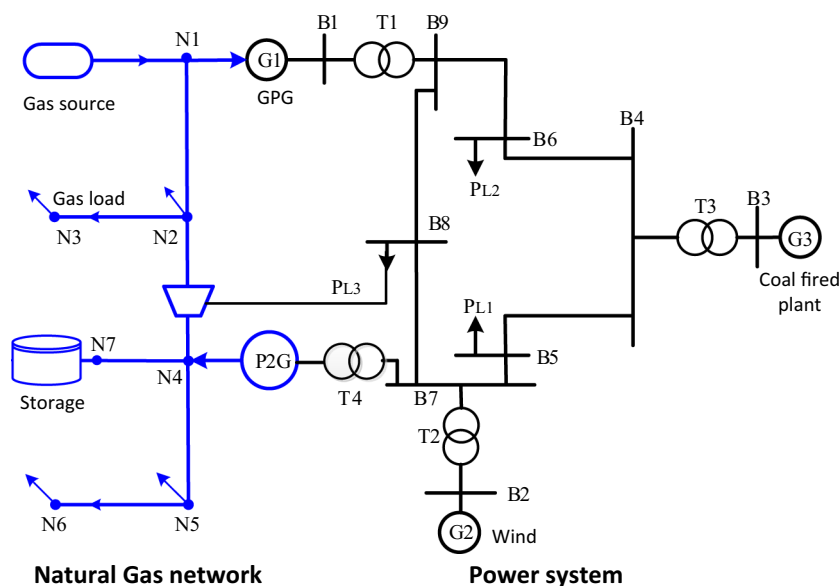 B1
T1
B9
N1
G1
Gas source
GPG
B4
B6
PL2
Gas load
N3
N2
B8
T3
B3
G3
PL3
PL1
Coal fired
plant
N7
P2G
B5
N4
Storage
T4
B7
T2
B2
N6
N5
G2
Wind
Natural Gas network
Power system